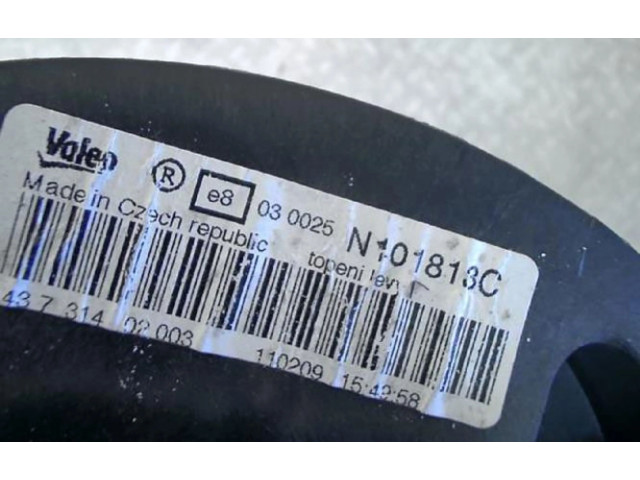 Valeo ® e8 03 0025 N101813C
Made in Czech republic topeni levy
43 7 314 02 003 110209 15:42:58